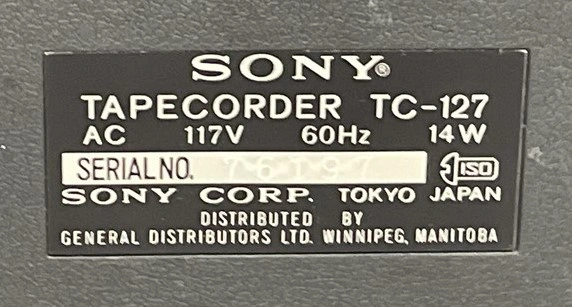 SONY®
TAPECORDER TC-127
AC 117V 60Hz 14W
SERIAL NO. 76197
ISO
SONY CORP. TOKYO JAPAN
DISTRIBUTED BY
GENERAL DISTRIBUTORS LTD. WINNIPEG, MANITOBA